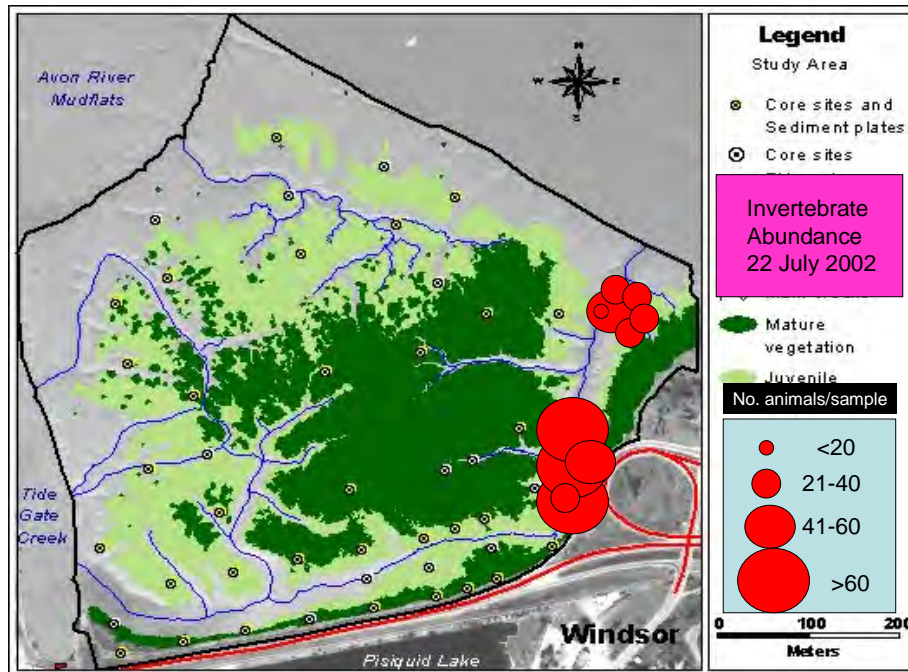 Avon River
Mudflats
N
W
E
S
Tide
Gate
Creek
Windsor
Pisiquid Lake
Legend
Study Area
Core sites and
Sediment plates
Core sites
Invertebrate
Abundance
22 July 2002
Mature
vegetation
Juvenile
No. animals/sample
<20
21-40
41-60
>60
0 100 200
Meters